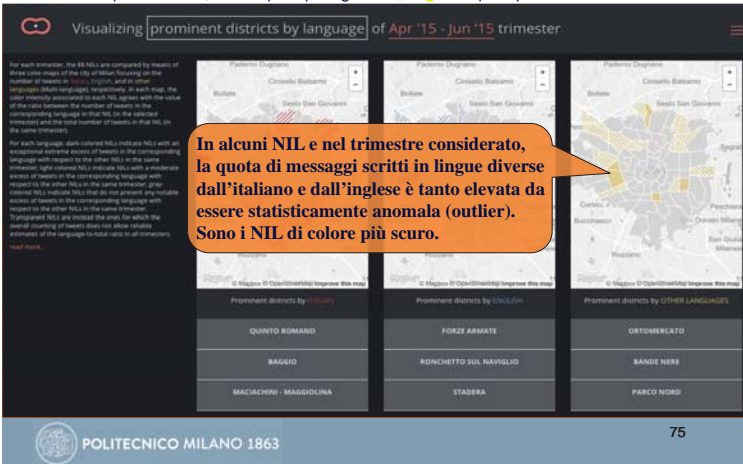 Visualizing prominent districts by language of Apr '15 - Jun '15 trimester
For each trimester, the 88 NILs are compared by means of
three color-maps of the city of Milan focusing on the
number of tweets in Italian, English, and in other
languages (Multi-language), respectively. In each map, the
color intensity associated to each NIL agrees with the value
of the ratio between the number of tweets in the
corresponding language in that NIL (in the selected
trimester) and the total number of tweets in that NIL (in
the same trimester).
For each language: dark-colored NILs indicate NILs with an
exceptional extreme excess of tweets in the corresponding
language with respect to the other NILs in the same
trimester; light-colored NILs indicate NILs with a moderate
excess of tweets in the corresponding language with
respect to the other NILs in the same trimester; gray-
colored NILs indicate NILs that do not present any notable
excess of tweets in the corresponding language with
respect to the other NILs in the same trimester.
Transparent NILs are instead the ones for which the
overall counting of tweets does not allow reliable
estimates of the language-to-total ratio in all trimesters.
read more...
Paderno Dugnano
Cinisello Balsamo
Bollate
Sesto San Giovanni
Rozzano
© Mapbox © OpenStreetMap Improve this map
Prominent districts by ITALIAN
QUINTO ROMANO
BAGGIO
MACIACHINI - MAGGIOLINA
Paderno Dugnano
Cinisello Balsamo
Bollate
Sesto San Giovanni
Rozzano
© Mapbox © OpenStreetMap Improve this map
Prominent districts by ENGLISH
FORZE ARMATE
RONCHETTO SUL NAVIGLIO
STADERA
Paderno Dugnano
Cinisello Balsamo
Bollate
Sesto San Giovanni
Segrate
Buccinasco
Rozzano
© Mapbox © OpenStreetMap Improve this map
Prominent districts by OTHER LANGUAGES
ORTOMERCATO
BANDE NERE
PARCO NORD
In alcuni NIL e nel trimestre considerato,
la quota di messaggi scritti in lingue diverse
dall'italiano e dall'inglese è tanto elevata da
essere statisticamente anomala (outlier).
Sono i NIL di colore più scuro.
POLITECNICO MILANO 1863
75